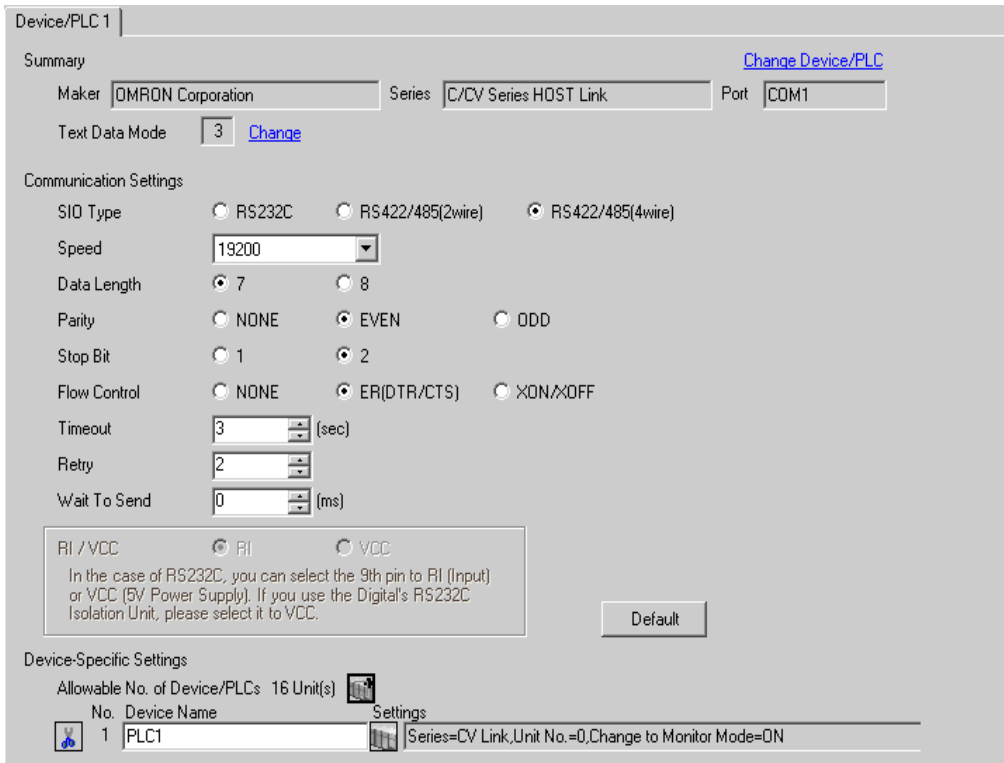 Device/PLC 1
Summary Change Device/PLC
Maker OMRON Corporation Series C/CV Series HOST Link Port COM1
Text Data Mode 3 Change
Communication Settings
SIO Type RS232C RS422/485(2wire) RS422/485(4wire)
Speed 19200
Data Length 7 8
Parity NONE EVEN ODD
Stop Bit 1 2
Flow Control NONE ER(DTR/CTS) XON/XOFF
Timeout 3 (sec)
Retry 2
Wait To Send 0 (ms)
RI / VCC RI VCC
In the case of RS232C, you can select the 9th pin to RI (Input)
or VCC (5V Power Supply). If you use the Digital's RS232C
Isolation Unit, please select it to VCC.
Default
Device-Specific Settings
Allowable No. of Device/PLCs 16 Unit(s)
No. Device Name Settings
1 PLC1 Series=CV Link,Unit No.=0,Change to Monitor Mode=ON